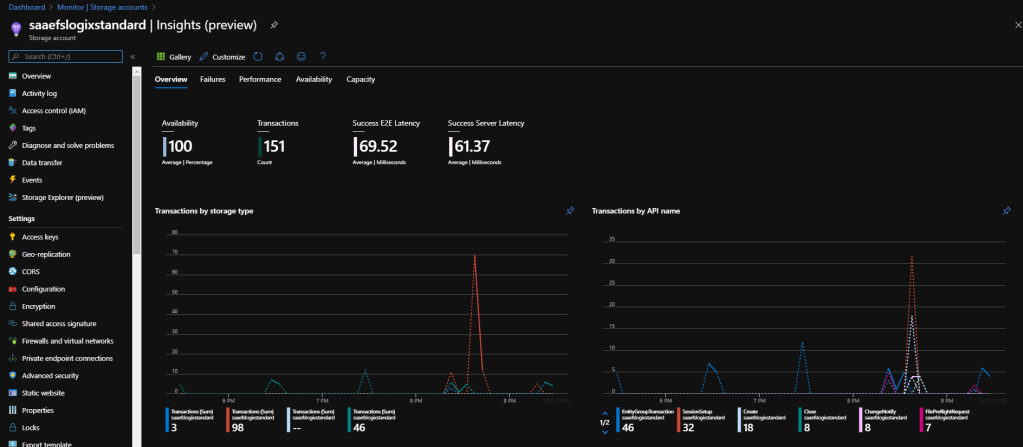 Dashboard > Monitor | Storage accounts >
saaefslogixstandard | Insights (preview)
Storage account
Search (Ctrl+/)
Overview
Activity log
Access control (IAM)
Tags
Diagnose and solve problems
Data transfer
Events
Storage Explorer (preview)
Settings
Access keys
Geo-replication
CORS
Configuration
Encryption
Shared access signature
Firewalls and virtual networks
Private endpoint connections
Advanced security
Static website
Properties
Locks
Export template
Gallery Customize ?
Overview Failures Performance Availability Capacity
Availability
100
Average | Percentage
Transactions
151
Count
Success E2E Latency
69.52
Average | Milliseconds
Success Server Latency
61.37
Average | Milliseconds
Transactions by storage type
80
70
60
50
40
30
20
10
0
6 PM 7 PM 8 PM 9 PM
Transactions (Sum)
saaefslogixstandard
3
Transactions (Sum)
saaefslogixstandard
98
Transactions (Sum)
saaefslogixstandard
--
Transactions (Sum)
saaefslogixstandard
46
Transactions by API name
35
30
25
20
15
10
5
0
6 PM 7 PM 8 PM 9 PM
1/2
EntityGroupTransaction
saaefslogixstandard
46
SessionSetup
saaefslogixstandard
32
Create
saaefslogixstandard
18
Close
saaefslogixstandard
8
ChangeNotify
saaefslogixstandard
8
FilePreflightRequest
saaefslogixstandard
7